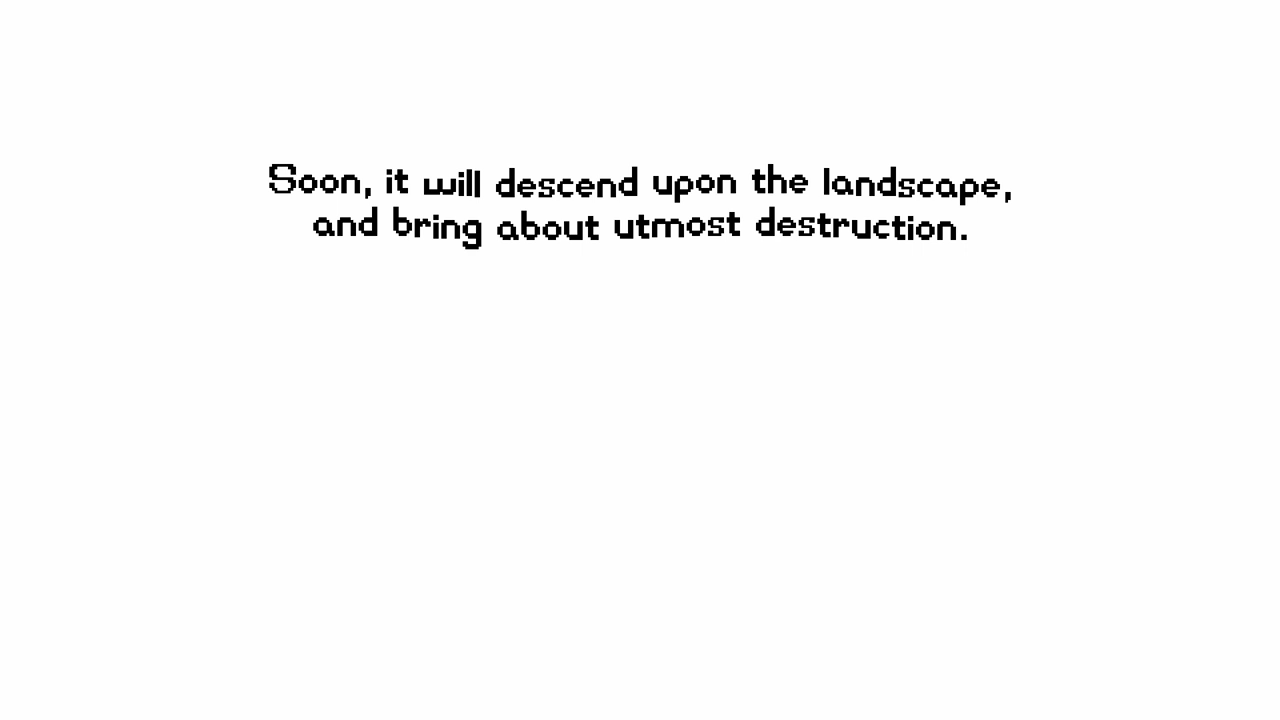 Soon, it will descend upon the landscape,
and bring about utmost destruction.